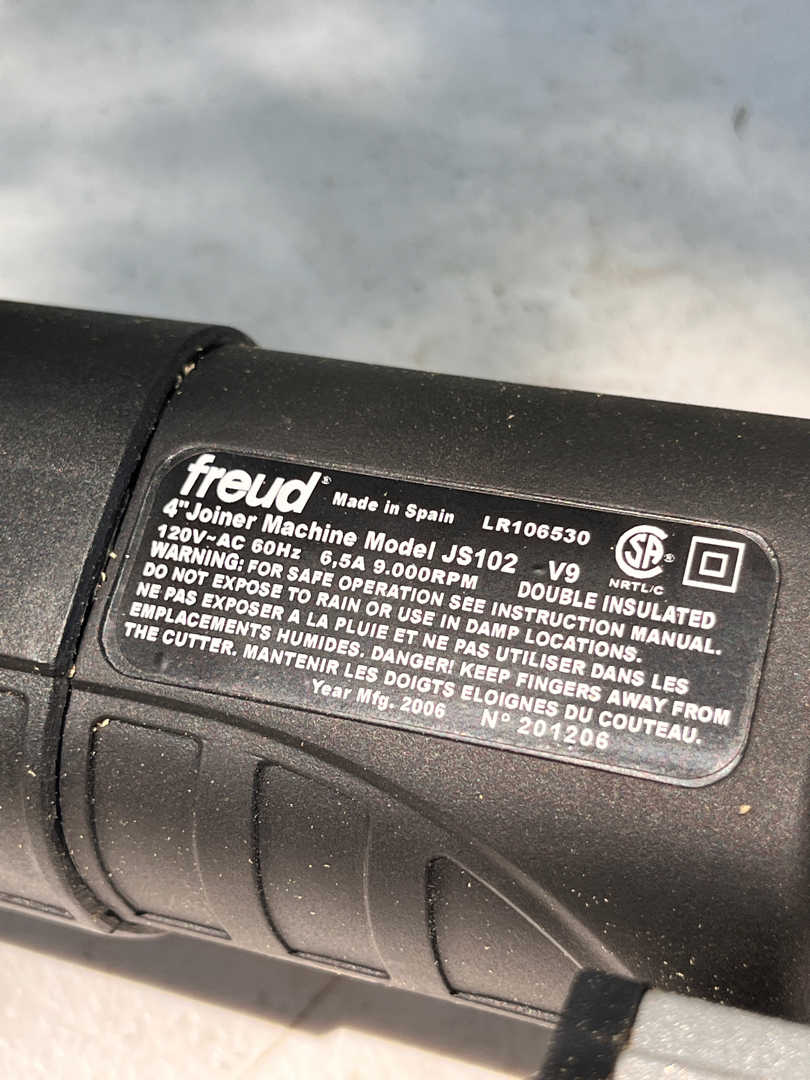 freud® Made in Spain LR106530
4"Joiner Machine Model JS102 V9
120V~AC 60Hz 6,5A 9.000RPM DOUBLE INSULATED
WARNING: FOR SAFE OPERATION SEE INSTRUCTION MANUAL.
DO NOT EXPOSE TO RAIN OR USE IN DAMP LOCATIONS.
NE PAS EXPOSER A LA PLUIE ET NE PAS UTILISER DANS LES
EMPLACEMENTS HUMIDES. DANGER! KEEP FINGERS AWAY FROM
THE CUTTER. MANTENIR LES DOIGTS ELOIGNES DU COUTEAU.
Year Mfg. 2006 Nº 201206
SA®
NRTL/C